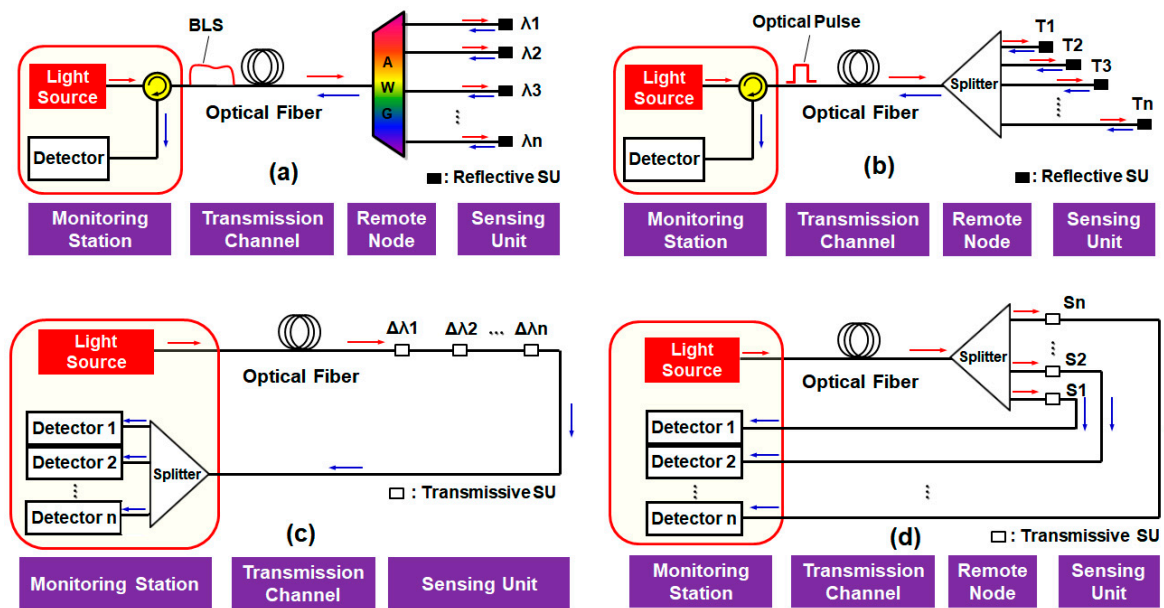 BLS
Light
Source
Detector
Optical Fiber
A
W
G
λ1
λ2
λ3
λn
(a)
: Reflective SU
Monitoring
Station
Transmission
Channel
Remote
Node
Sensing
Unit
Optical Pulse
Light
Source
Detector
Optical Fiber
Splitter
T1
T2
T3
Tn
(b)
: Reflective SU
Monitoring
Station
Transmission
Channel
Remote
Node
Sensing
Unit
Light
Source
Optical Fiber
Δλ1 Δλ2 ... Δλn
Detector 1
Detector 2
Detector n
Splitter
(c)
: Transmissive SU
Monitoring Station
Transmission
Channel
Sensing Unit
Light
Source
Optical Fiber
Splitter
Sn
S2
S1
Detector 1
Detector 2
Detector n
(d)
: Transmissive SU
Monitoring
Station
Transmission
Channel
Remote
Node
Sensing
Unit